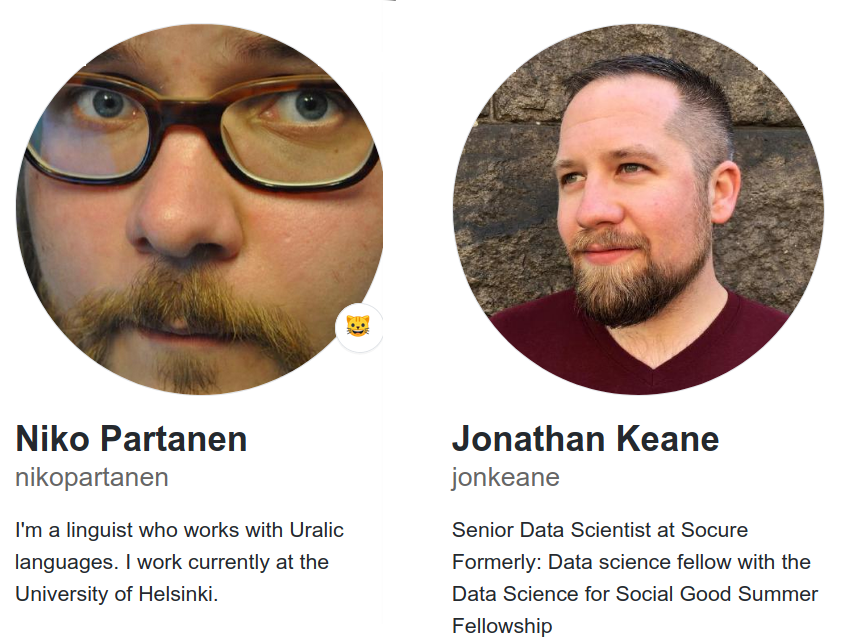 Niko Partanen
nikopartanen
I'm a linguist who works with Uralic
languages. I work currently at the
University of Helsinki.
Jonathan Keane
jonkeane
Senior Data Scientist at Socure
Formerly: Data science fellow with the
Data Science for Social Good Summer
Fellowship